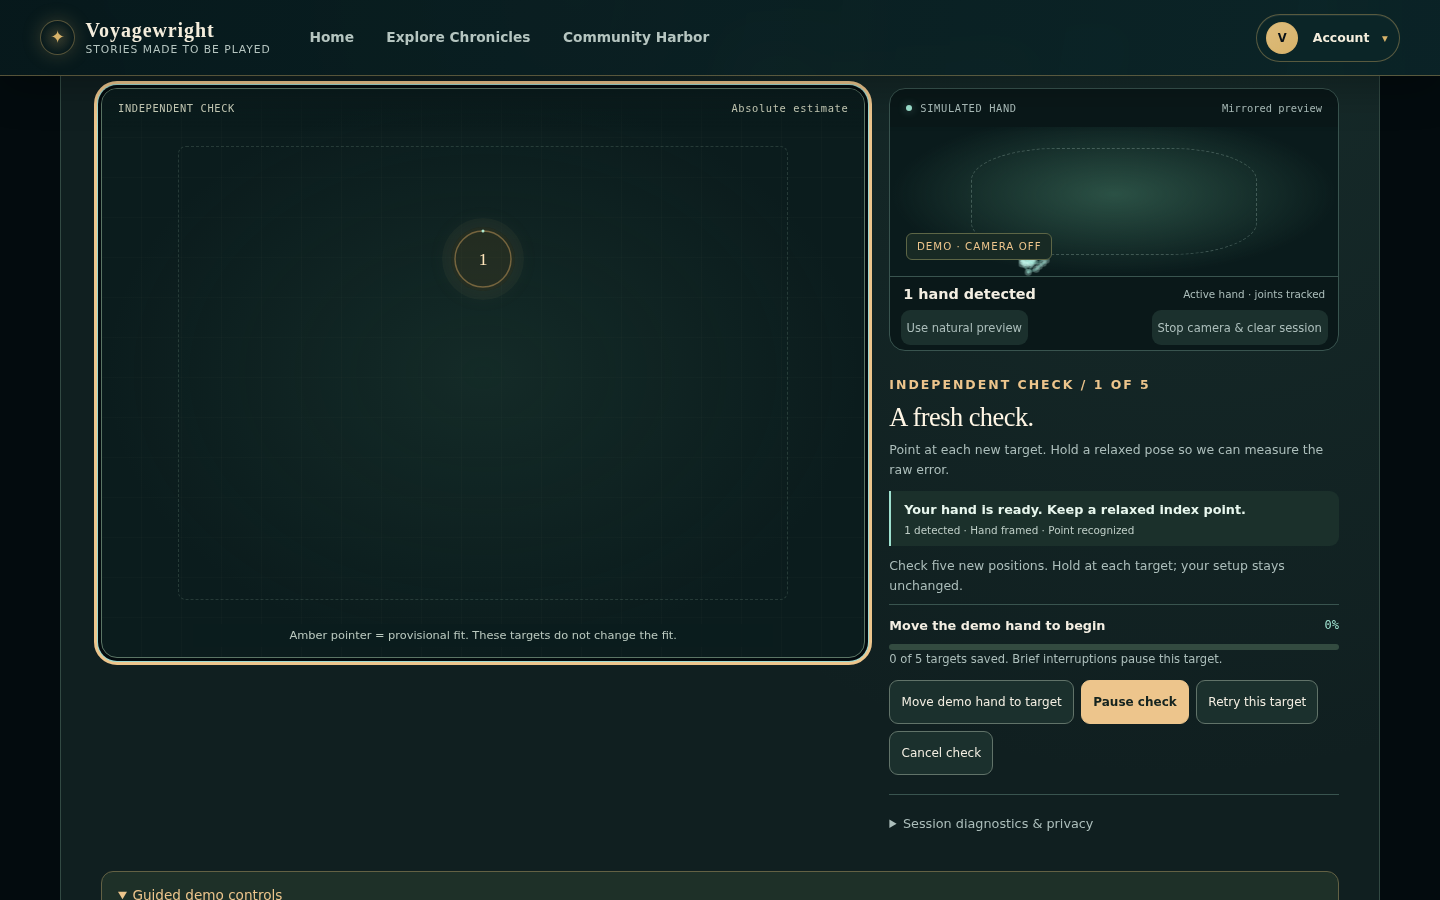 Voyagewright
STORIES MADE TO BE PLAYED
Home
Explore Chronicles
Community Harbor
V
Account
INDEPENDENT CHECK
Absolute estimate
1
Amber pointer = provisional fit. These targets do not change the fit.
SIMULATED HAND
Mirrored preview
DEMO · CAMERA OFF
1 hand detected
Active hand · joints tracked
Use natural preview
Stop camera & clear session
INDEPENDENT CHECK / 1 OF 5
A fresh check.
Point at each new target. Hold a relaxed pose so we can measure the
raw error.
Your hand is ready. Keep a relaxed index point.
1 detected · Hand framed · Point recognized
Check five new positions. Hold at each target; your setup stays
unchanged.
Move the demo hand to begin
0%
0 of 5 targets saved. Brief interruptions pause this target.
Move demo hand to target
Pause check
Retry this target
Cancel check
Session diagnostics & privacy
Guided demo controls